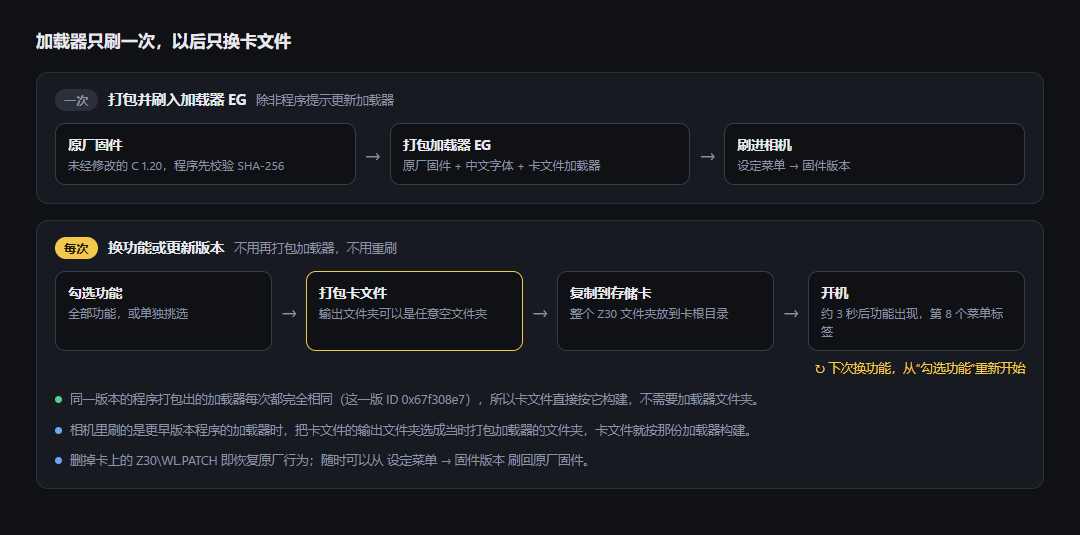 加载器只刷一次，以后只换卡文件
一次 打包并刷入加载器 EG 除非程序提示更新加载器
原厂固件
未经修改的 C 1.20，程序先校验 SHA-256
→
打包加载器 EG
原厂固件 + 中文字体 + 卡文件加载器
→
刷进相机
设定菜单 → 固件版本
每次 换功能或更新版本 不用再打包加载器，不用重刷
勾选功能
全部功能，或单独挑选
→
打包卡文件
输出文件夹可以是任意空文件夹
→
复制到存储卡
整个 Z30 文件夹放到卡根目录
→
开机
约 3 秒后功能出现，第 8 个菜单标
签
↻ 下次换功能，从“勾选功能”重新开始
同一版本的程序打包出的加载器每次都完全相同（这一版 ID 0x67f308e7），所以卡文件直接按它构建，不需要加载器文件夹。
相机里刷的是更早版本程序的加载器时，把卡文件的输出文件夹选成当时打包加载器的文件夹，卡文件就按那份加载器构建。
删掉卡上的 Z30\WL.PATCH 即恢复原厂行为；随时可以从 设定菜单 → 固件版本 刷回原厂固件。